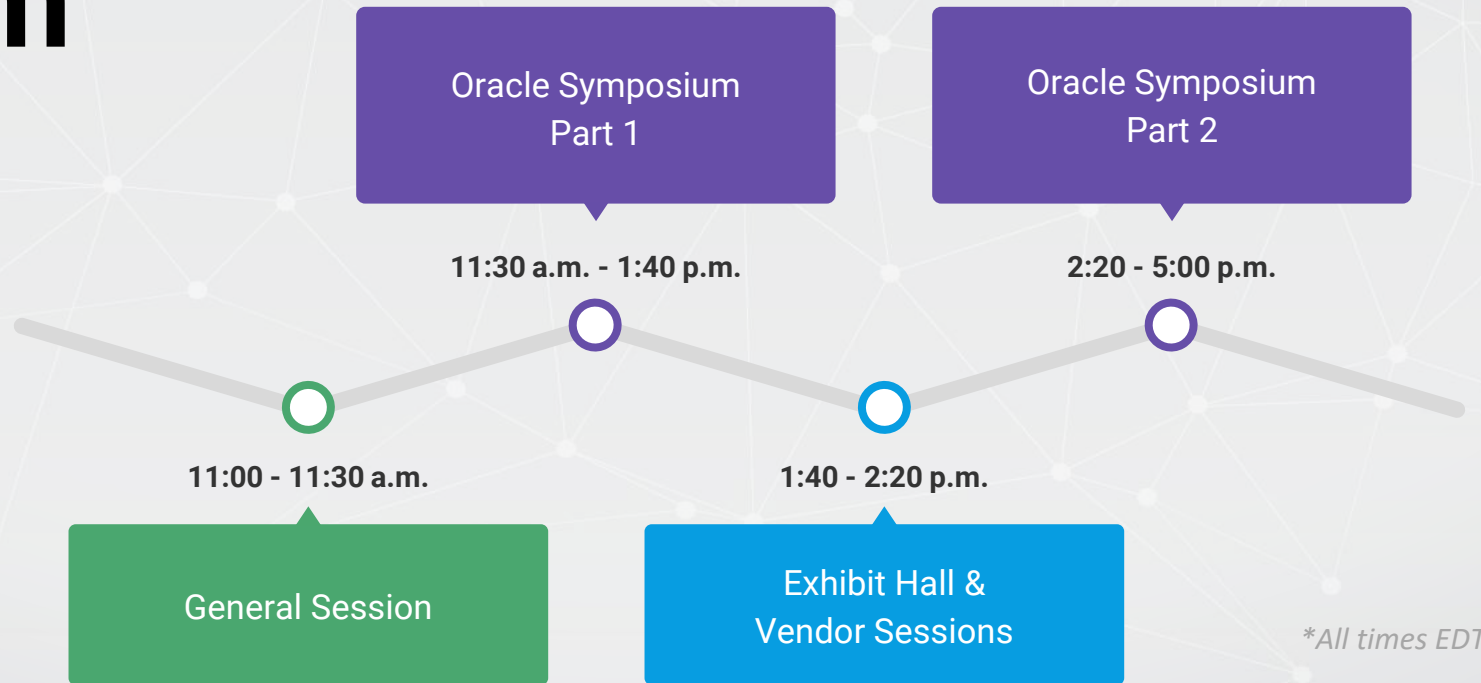 Oracle Symposium
Part 1
Oracle Symposium
Part 2
11:30 a.m. - 1:40 p.m.
2:20 - 5:00 p.m.
11:00 - 11:30 a.m.
1:40 - 2:20 p.m.
General Session
Exhibit Hall &
Vendor Sessions
*All times EDT